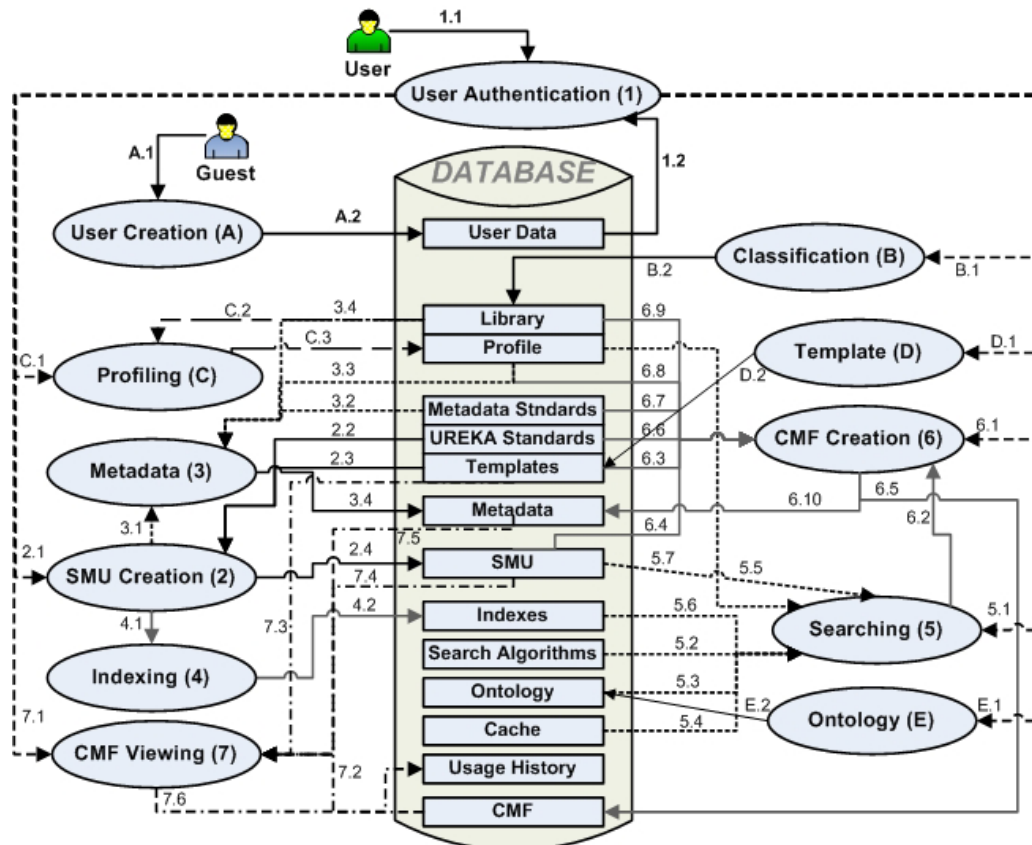 1.1
User
User Authentication (1)
A.1
Guest
1.2
DATABASE
User Creation (A)
A.2
User Data
Classification (B)
B.2
B.1
C.2
3.4
Library
6.9
C.1
Profiling (C)
C.3
Profile
Template (D)
D.1
3.3
6.8
D.2
3.2
Metadata Stndards
6.7
2.2
UREKA Standards
6.6
CMF Creation (6)
6.1
Metadata (3)
2.3
Templates
6.3
3.4
Metadata
6.10
6.5
3.1
7.5
6.4
6.2
2.1
SMU Creation (2)
2.4
SMU
5.7
5.5
7.4
4.1
4.2
Indexes
5.6
5.1
7.3
Search Algorithms
5.2
Searching (5)
Indexing (4)
Ontology
5.3
E.2
Ontology (E)
E.1
7.1
Cache
5.4
CMF Viewing (7)
7.2
Usage History
7.6
CMF